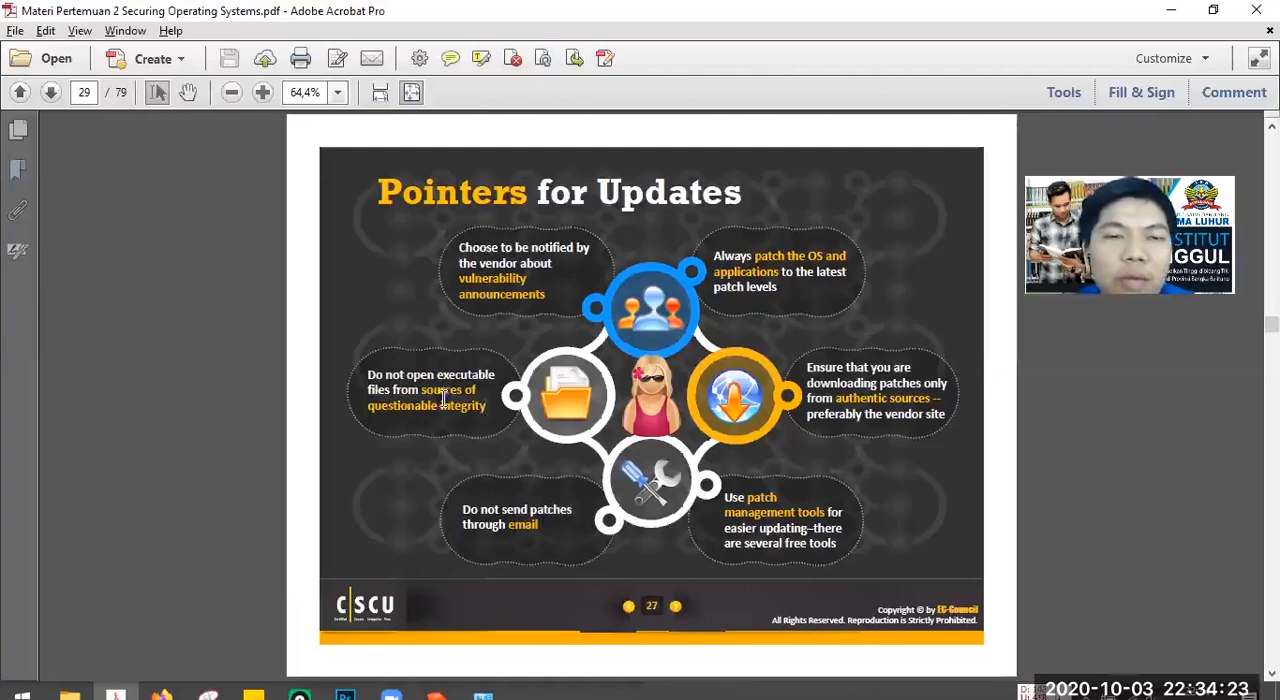 Materi Pertemuan 2 Securing Operating Systems.pdf - Adobe Acrobat Pro
File Edit View Window Help
Open Create Customize
29 / 79 64,4% Tools Fill & Sign Comment
Pointers for Updates
Choose to be notified by
the vendor about
vulnerability
announcements
Always patch the OS and
applications to the latest
patch levels
Do not open executable
files from sources of
questionable integrity
Ensure that you are
downloading patches only
from authentic sources --
preferably the vendor site
Do not send patches
through email
Use patch
management tools for
easier updating–there
are several free tools
CSCU
27
Copyright © by EC-Council
All Rights Reserved. Reproduction is Strictly Prohibited.
MA LUHUR
STITUT
NGGUL
2020-10-03 22:34:23